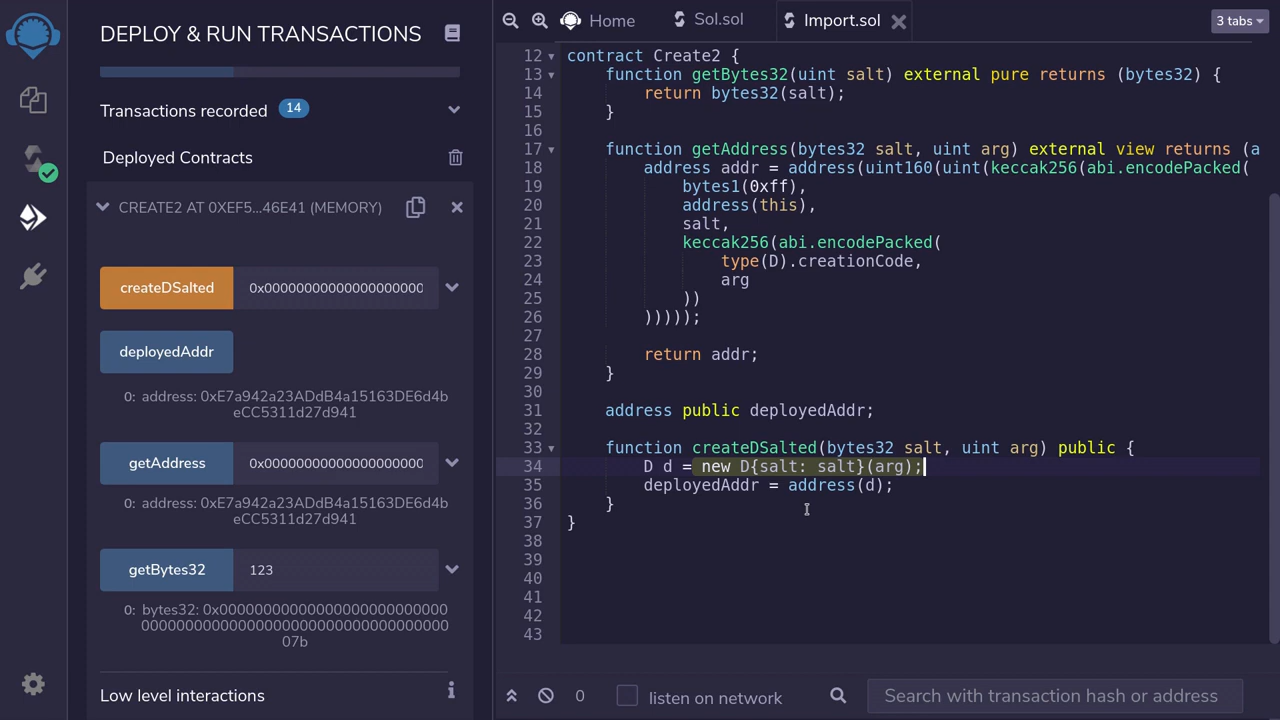 DEPLOY & RUN TRANSACTIONS
Transactions recorded 14
Deployed Contracts
CREATE2 AT 0XEF5...46E41 (MEMORY)
createDSalted 0x00000000000000000000
deployedAddr
0: address: 0xE7a942a23ADdB4a15163DE6d4b
eCC5311d27d941
getAddress 0x00000000000000000000
0: address: 0xE7a942a23ADdB4a15163DE6d4b
eCC5311d27d941
getBytes32 123
0: bytes32: 0x000000000000000000000000000
000000000000000000000000000000000
07b
Low level interactions
Home Sol.sol Import.sol 3 tabs
12 contract Create2 {
13 function getBytes32(uint salt) external pure returns (bytes32) {
14 return bytes32(salt);
15 }
16
17 function getAddress(bytes32 salt, uint arg) external view returns (a
18 address addr = address(uint160(uint(keccak256(abi.encodePacked(
19 bytes1(0xff),
20 address(this),
21 salt,
22 keccak256(abi.encodePacked(
23 type(D).creationCode,
24 arg
25 ))
26 )))));
27
28 return addr;
29 }
30
31 address public deployedAddr;
32
33 function createDSalted(bytes32 salt, uint arg) public {
34 D d = new D{salt: salt}(arg);
35 deployedAddr = address(d);
36 }
37 }
38
39
40
41
42
43
0 listen on network Search with transaction hash or address